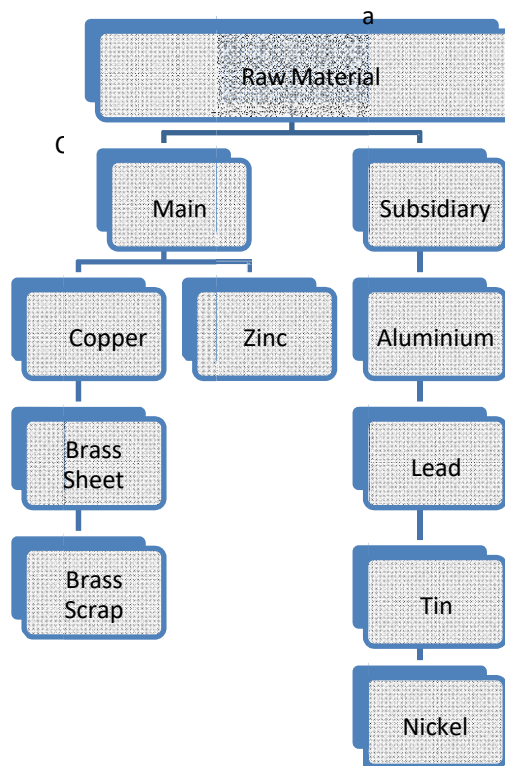 a
Raw Material
C
Main
Subsidiary
Copper
Zinc
Aluminium
Brass
Sheet
Lead
Brass
Scrap
Tin
Nickel